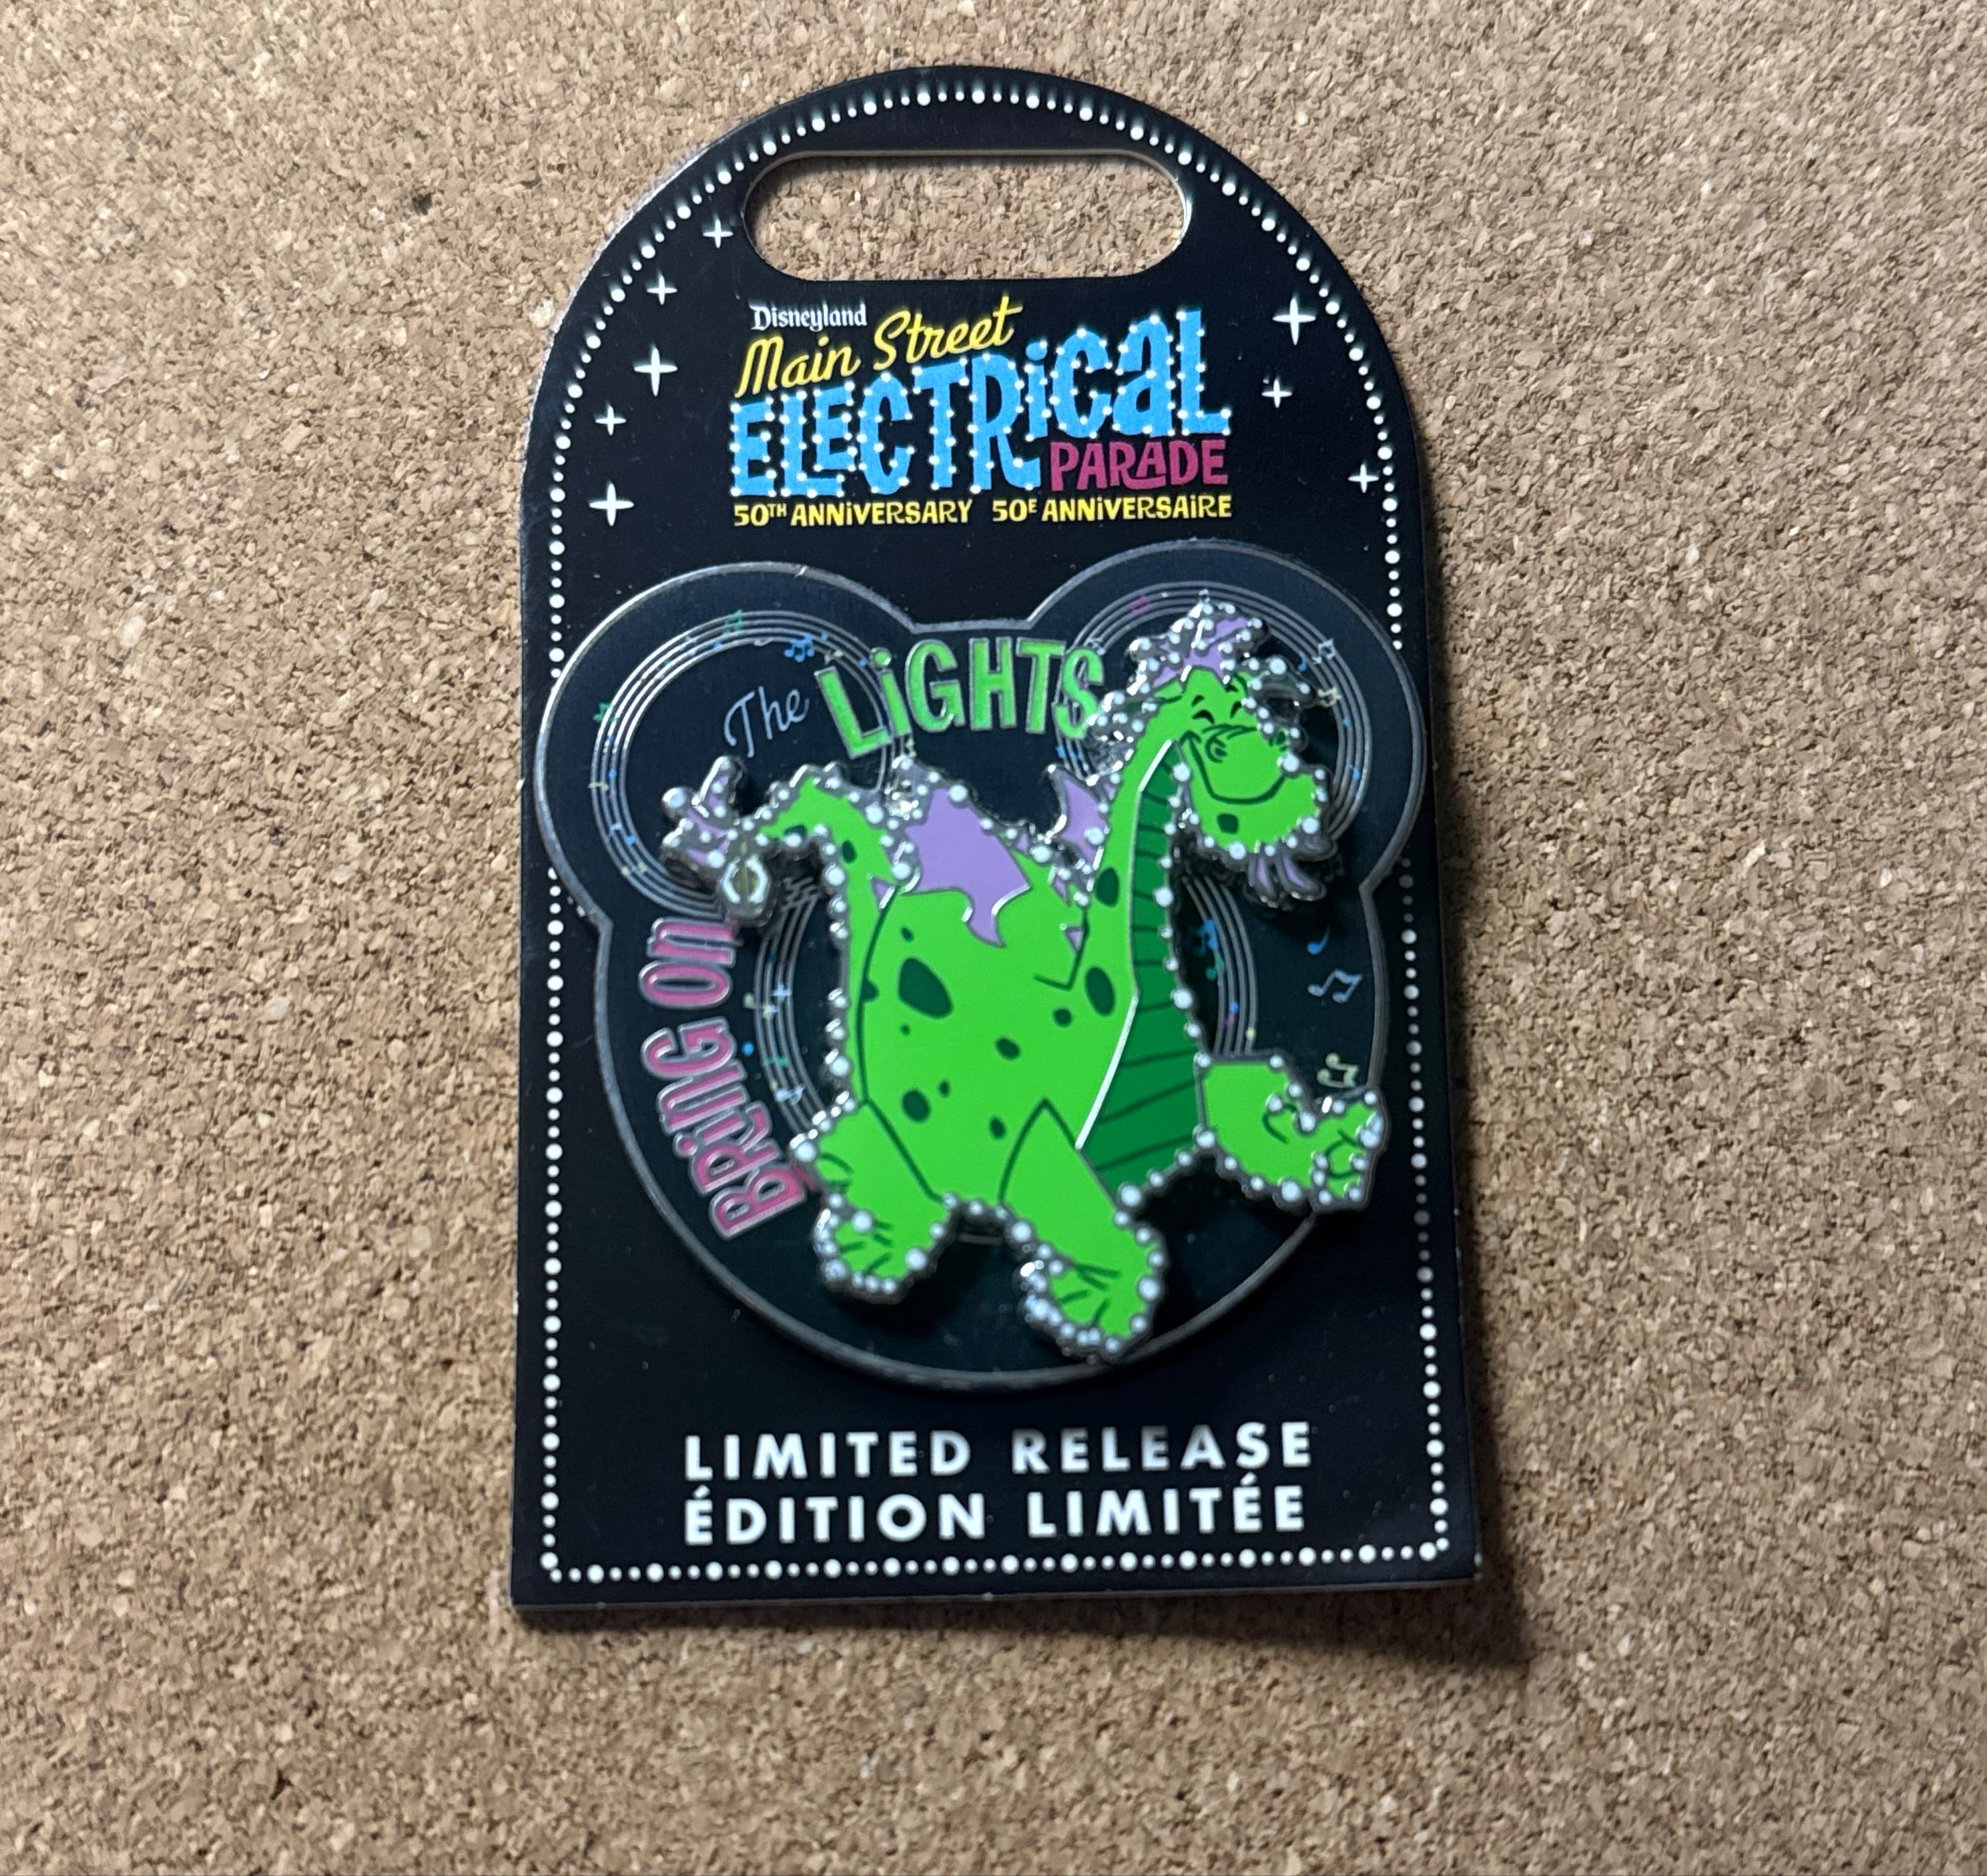 Disneyland
Main Street
ELECTRiCaL
PARADE
50TH ANNiVERSARY 50E ANNiVERSAiRE
BRiNG ON
The LiGHTS
LIMITED RELEASE
ÉDITION LIMITÉE